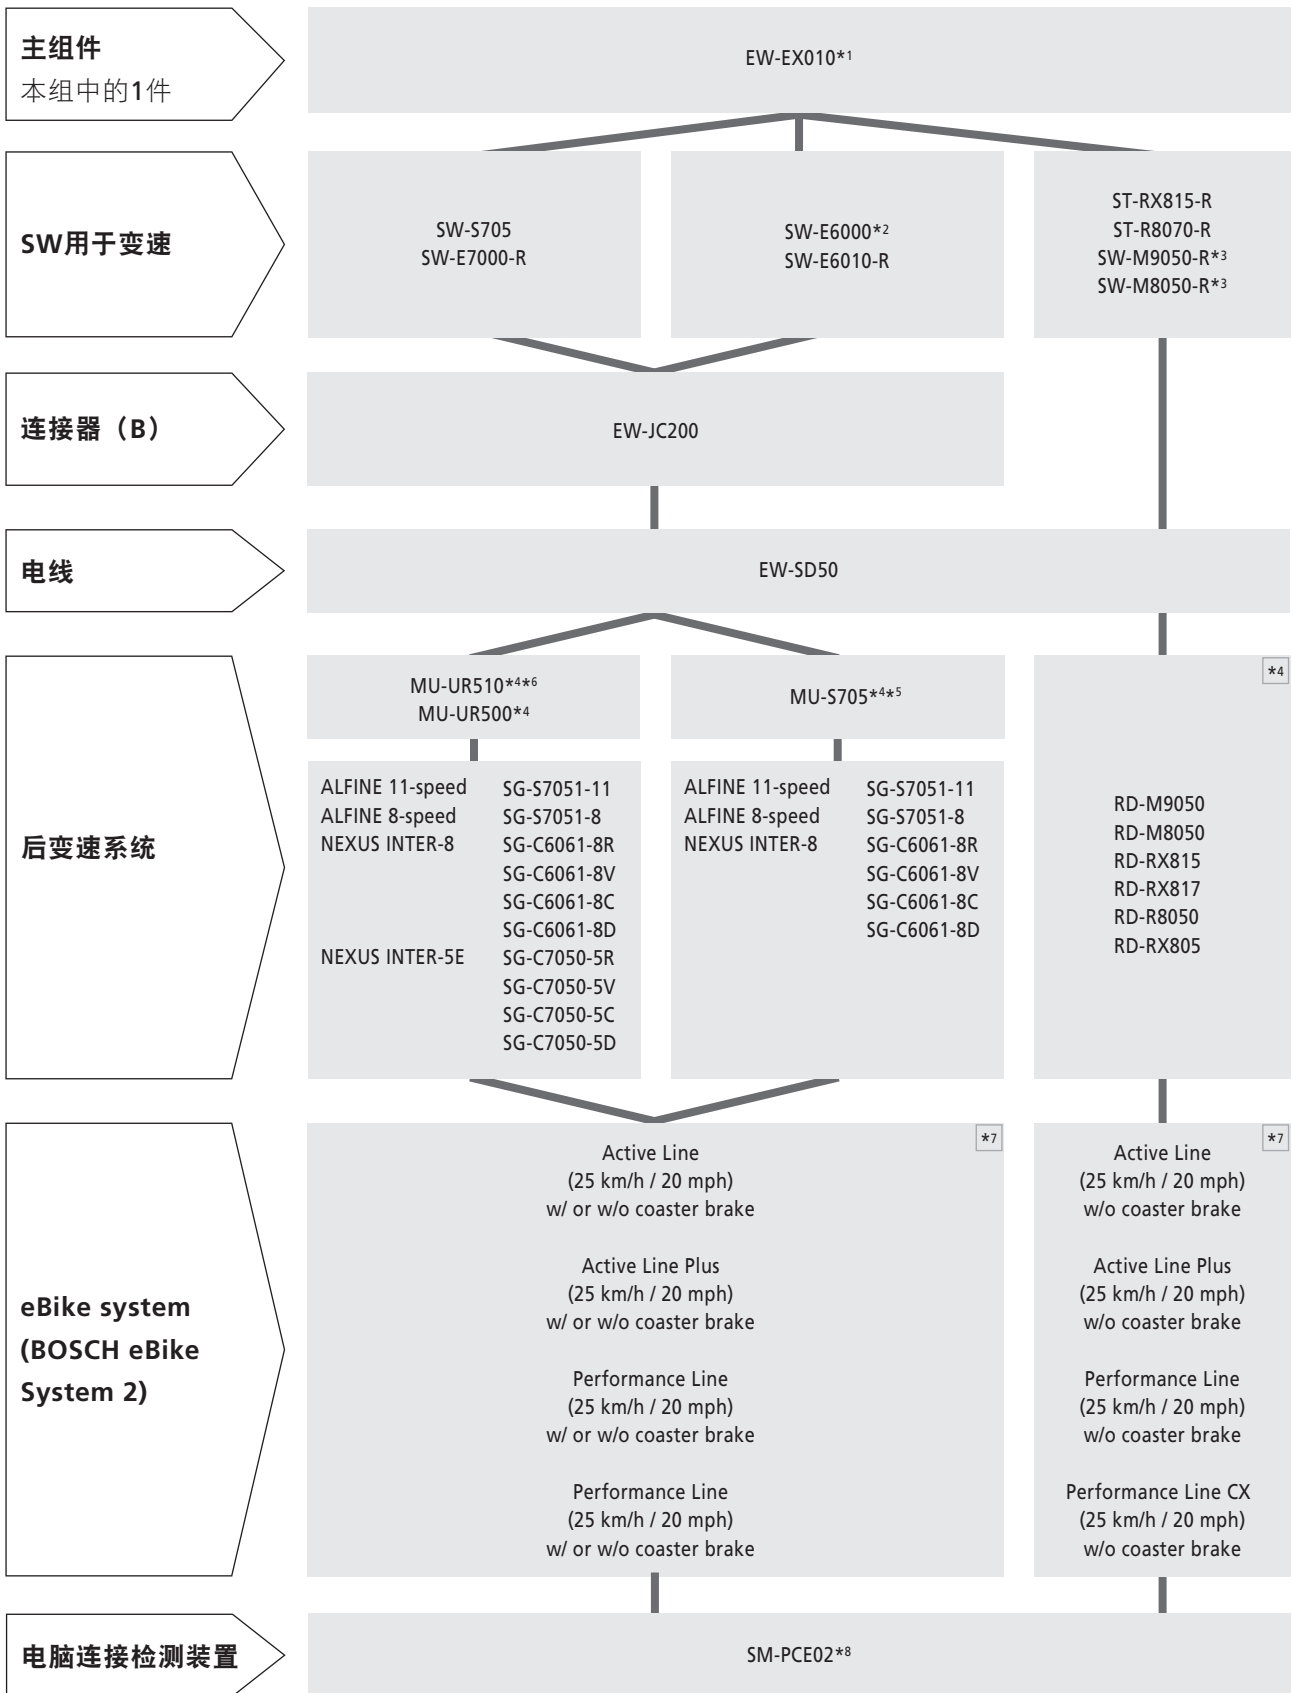 主组件
本组中的1件
EW-EX010*1
SW用于变速
SW-S705
SW-E7000-R
SW-E6000*2
SW-E6010-R
ST-RX815-R
ST-R8070-R
SW-M9050-R*3
SW-M8050-R*3
连接器（B）
EW-JC200
电线
EW-SD50
后变速系统
MU-UR510*4*6
MU-UR500*4
ALFINE 11-speed SG-S7051-11
ALFINE 8-speed SG-S7051-8
NEXUS INTER-8 SG-C6061-8R
SG-C6061-8V
SG-C6061-8C
SG-C6061-8D
NEXUS INTER-5E SG-C7050-5R
SG-C7050-5V
SG-C7050-5C
SG-C7050-5D
MU-S705*4*5
ALFINE 11-speed SG-S7051-11
ALFINE 8-speed SG-S7051-8
NEXUS INTER-8 SG-C6061-8R
SG-C6061-8V
SG-C6061-8C
SG-C6061-8D
*4
RD-M9050
RD-M8050
RD-RX815
RD-RX817
RD-R8050
RD-RX805
eBike system
(BOSCH eBike
System 2)
*7
Active Line
(25 km/h / 20 mph)
w/ or w/o coaster brake
Active Line Plus
(25 km/h / 20 mph)
w/ or w/o coaster brake
Performance Line
(25 km/h / 20 mph)
w/ or w/o coaster brake
Performance Line
(25 km/h / 20 mph)
w/ or w/o coaster brake
*7
Active Line
(25 km/h / 20 mph)
w/o coaster brake
Active Line Plus
(25 km/h / 20 mph)
w/o coaster brake
Performance Line
(25 km/h / 20 mph)
w/o coaster brake
Performance Line CX
(25 km/h / 20 mph)
w/o coaster brake
电脑连接检测装置
SM-PCE02*8